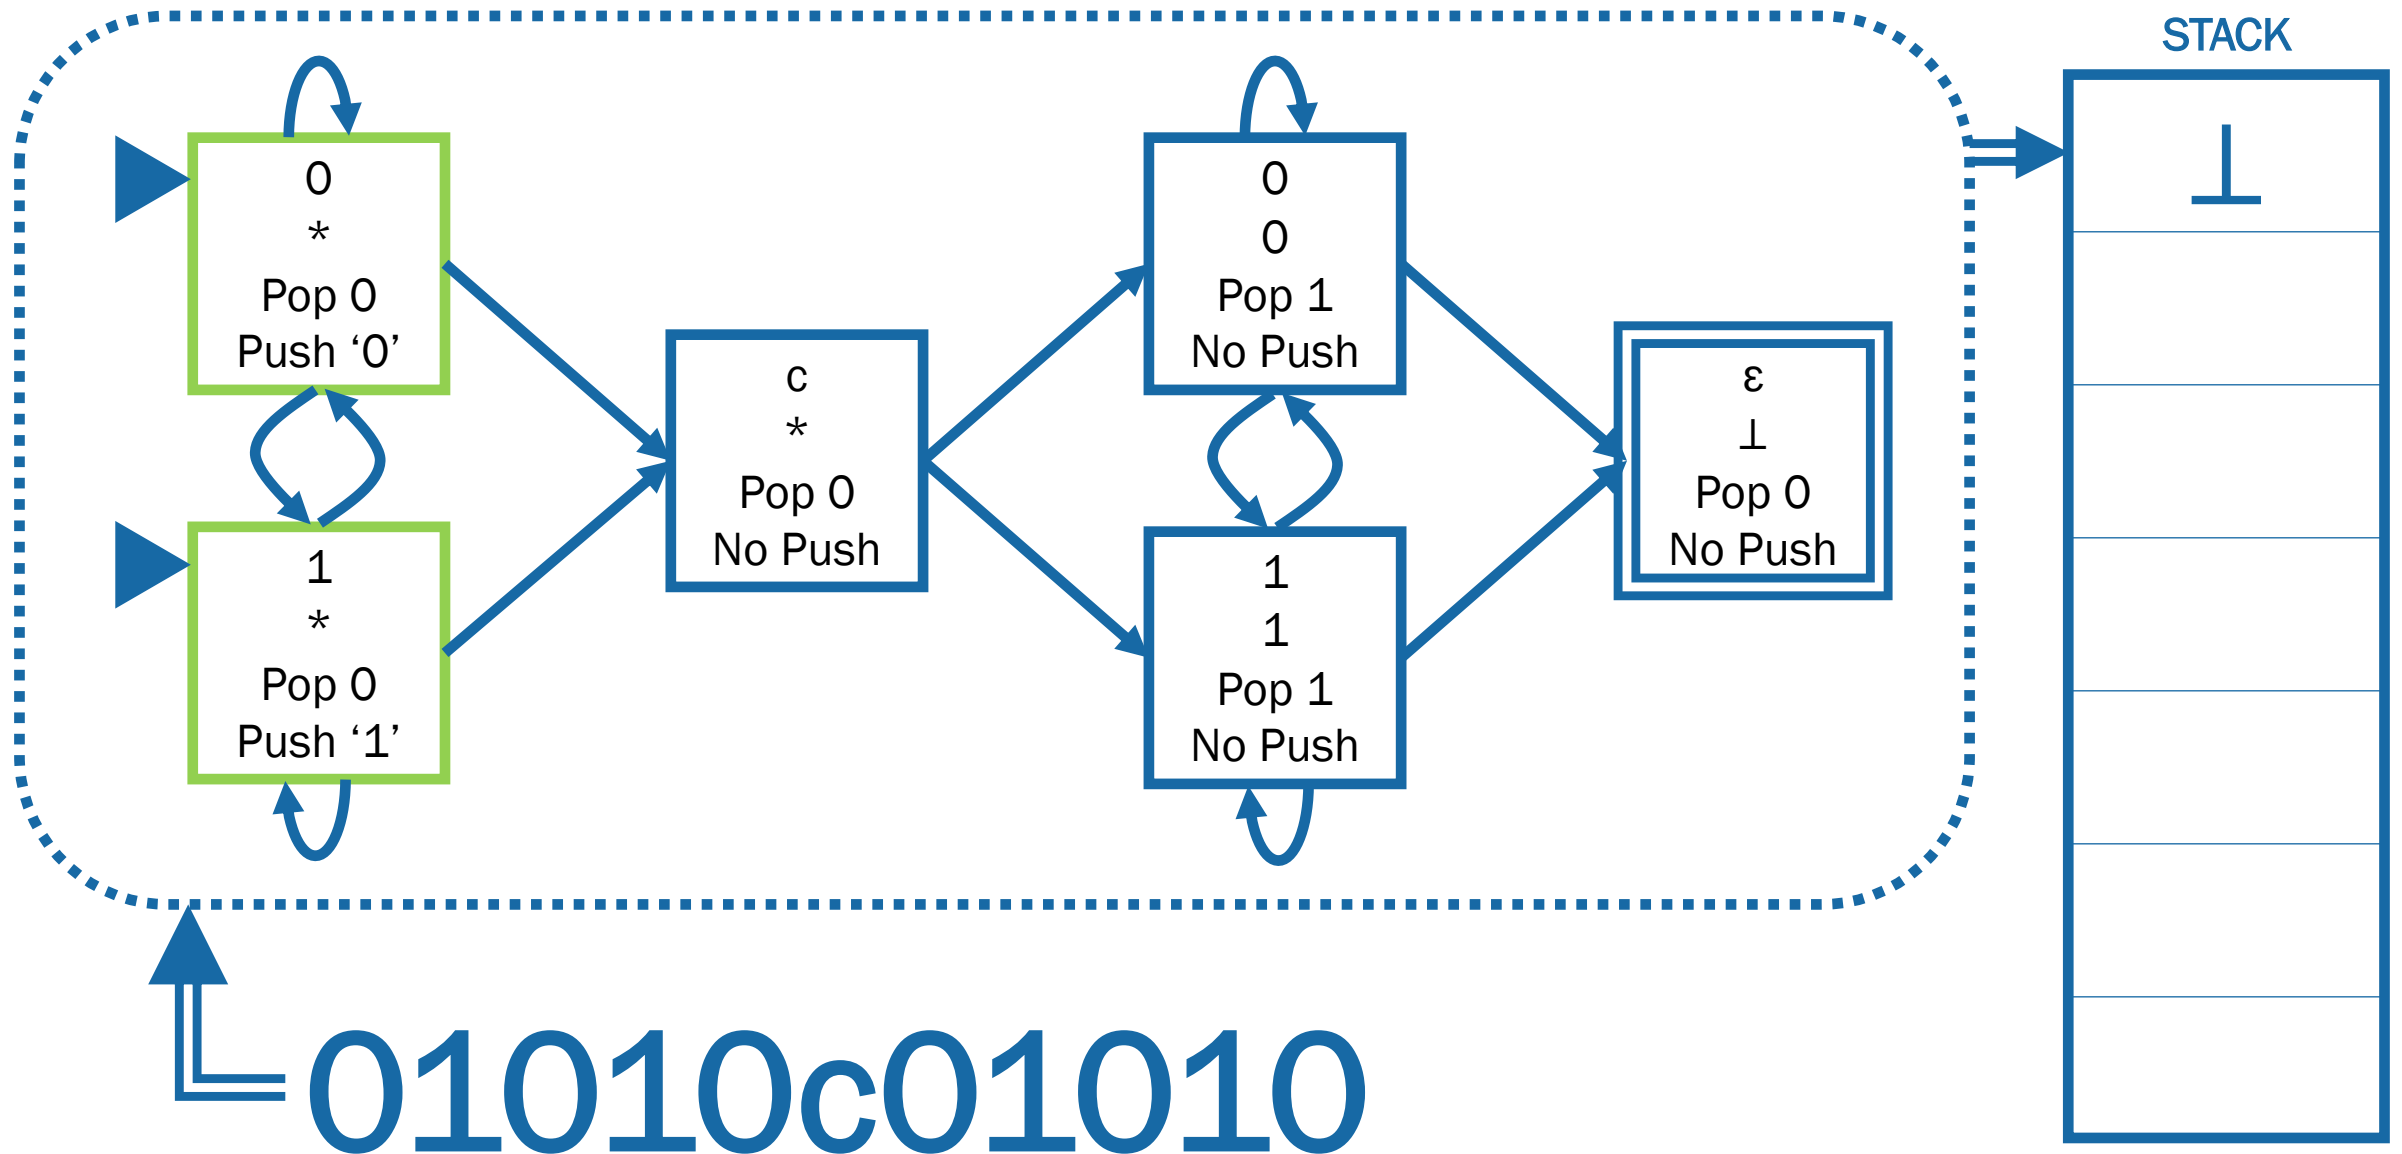 STACK
⊥
0
*
Pop 0
Push ‘0’
1
*
Pop 0
Push ‘1’
c
*
Pop 0
No Push
0
0
Pop 1
No Push
1
1
Pop 1
No Push
ε
⊥
Pop 0
No Push
01010c01010